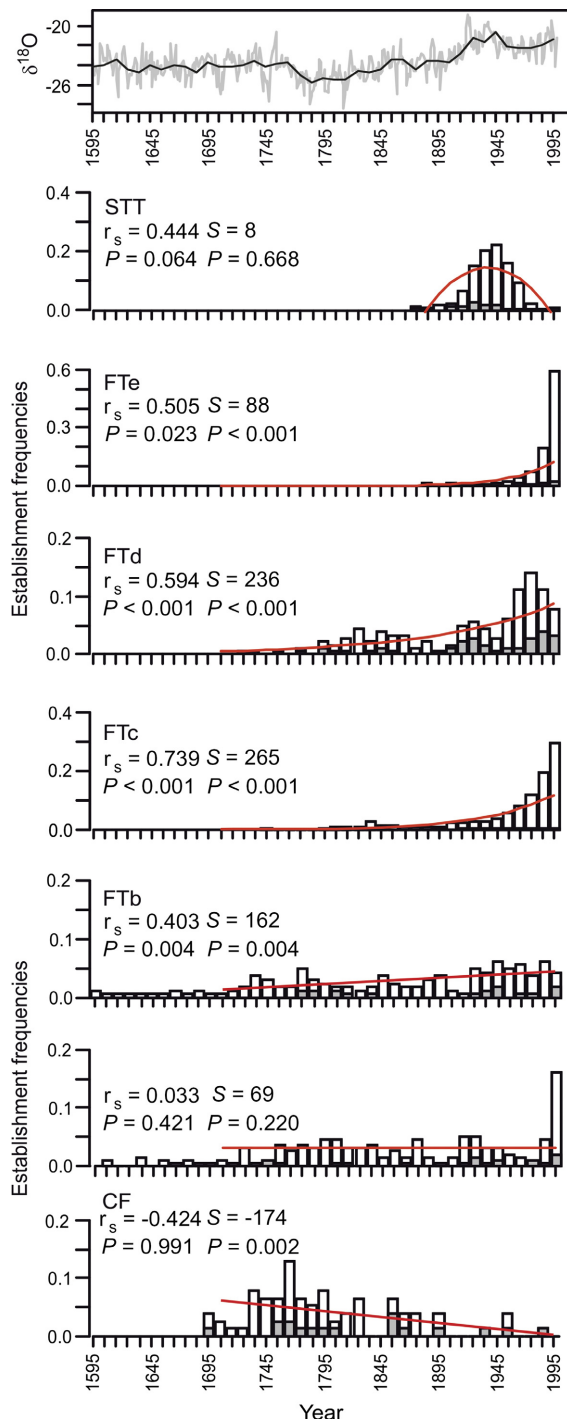 -20
-26
δ18O
1595 1645 1695 1745 1795 1845 1895 1945 1995
STT
rs = 0.444 S = 8
P = 0.064 P = 0.668
0.4
0.2
0.0
FTe
rs = 0.505 S = 88
P = 0.023 P < 0.001
0.6
0.3
0.0
Establishment frequencies
FTd
rs = 0.594 S = 236
P < 0.001 P < 0.001
0.2
0.1
0.0
FTc
rs = 0.739 S = 265
P < 0.001 P < 0.001
0.4
0.2
0.0
FTb
rs = 0.403 S = 162
P = 0.004 P = 0.004
0.2
0.1
0.0
Establishment frequencies
rs = 0.033 S = 69
P = 0.421 P = 0.220
0.2
0.1
0.0
CF
rs = -0.424 S = -174
P = 0.991 P = 0.002
0.2
0.1
0.0
1595 1645 1695 1745 1795 1845 1895 1945 1995
Year